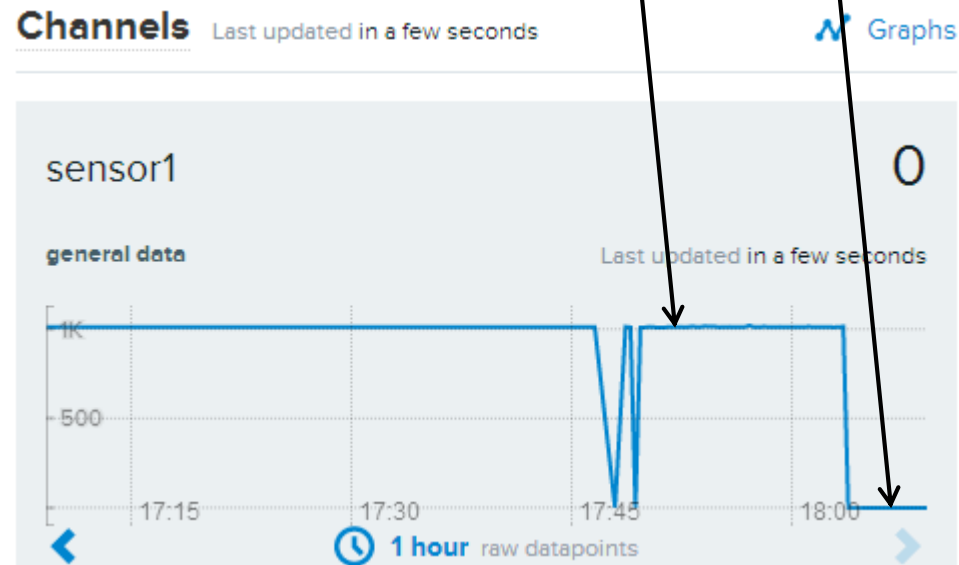 Channels Last updated in a few seconds Graphs
sensor1 0
general data Last updated in a few seconds
1K
500
17:15 17:30 17:45 18:00
1 hour raw datapoints